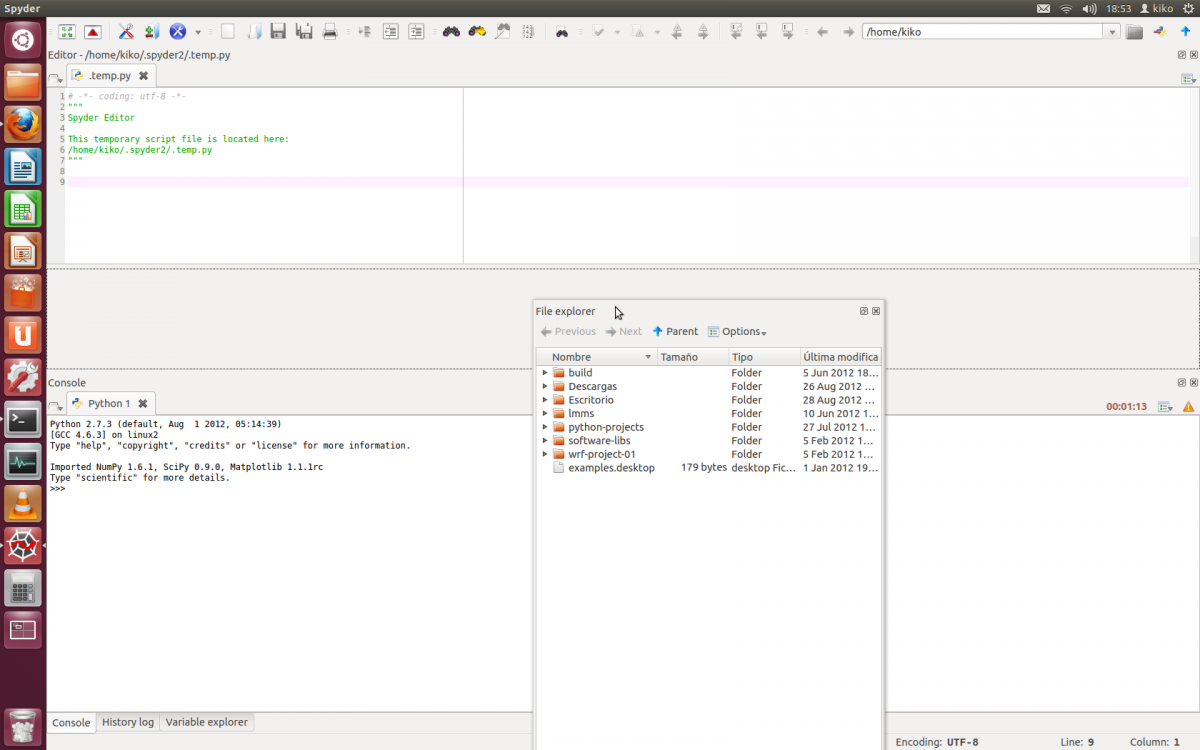 Spyder
18:53
kiko
/home/kiko
Editor - /home/kiko/.spyder2/.temp.py
.temp.py
1 # -*- coding: utf-8 -*-
2 """
3 Spyder Editor
4
5 This temporary script file is located here:
6 /home/kiko/.spyder2/.temp.py
7 """
8
9
File explorer
Previous Next Parent Options
Nombre Tamaño Tipo Última modifica
build Folder 5 Jun 2012 18...
Descargas Folder 26 Aug 2012 ...
Escritorio Folder 28 Aug 2012 ...
lmms Folder 10 Jun 2012 1...
python-projects Folder 27 Jul 2012 1...
software-libs Folder 5 Feb 2012 1...
wrf-project-01 Folder 5 Feb 2012 1...
examples.desktop 179 bytes desktop Fic... 1 Jan 2012 19...
Console
Python 1
00:01:13
Python 2.7.3 (default, Aug  1 2012, 05:14:39)
[GCC 4.6.3] on linux2
Type "help", "copyright", "credits" or "license" for more information.
Imported NumPy 1.6.1, SciPy 0.9.0, Matplotlib 1.1.1rc
Type "scientific" for more details.
>>>
Console History log Variable explorer
Encoding: UTF-8 Line: 9 Column: 1